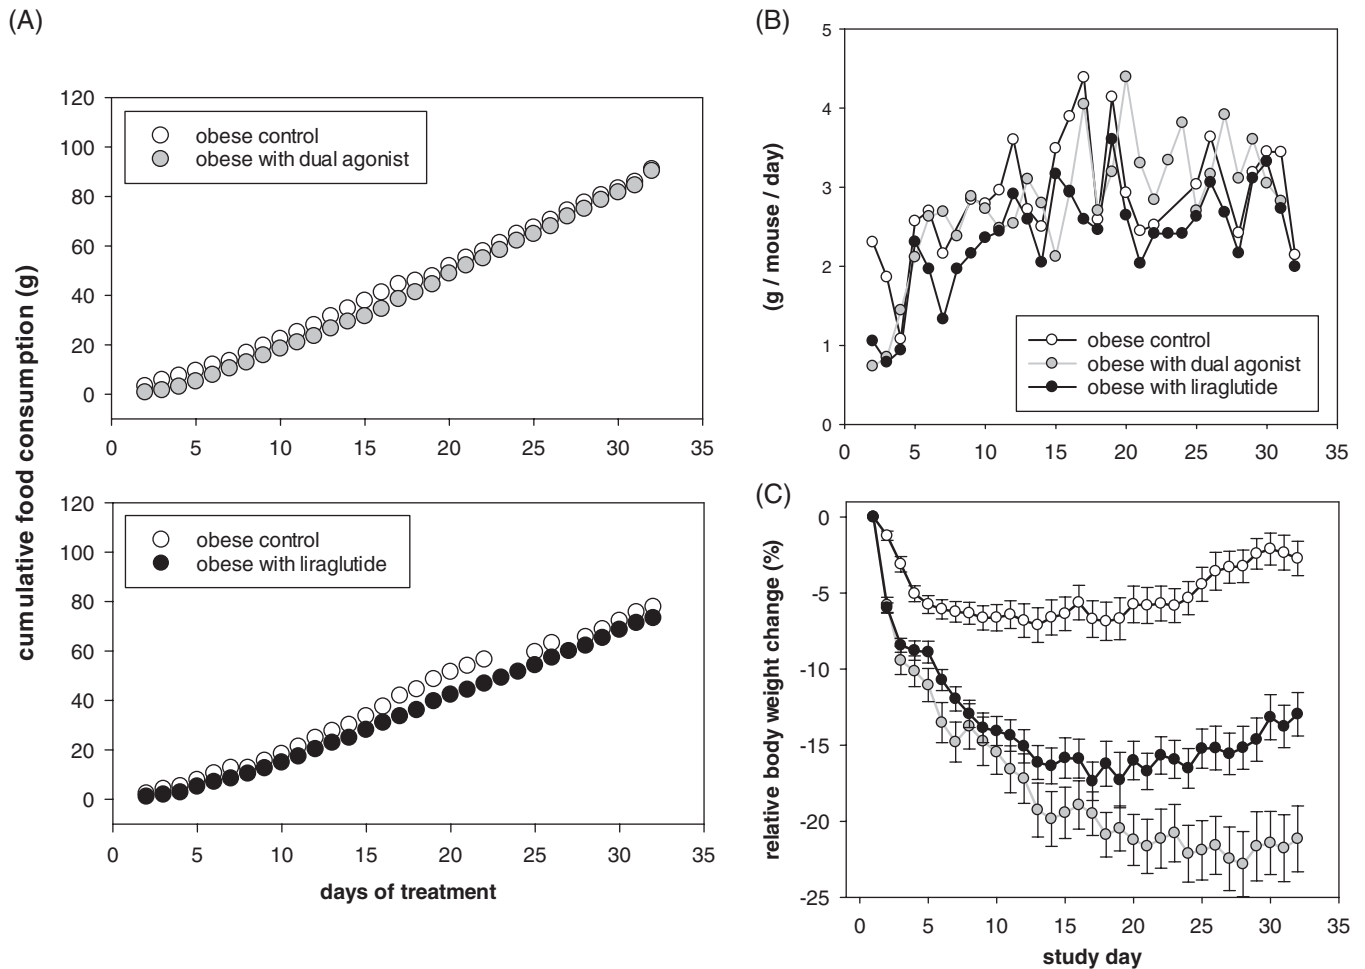 (A)
120
100
80
60
40
20
0
obese control
obese with dual agonist
0 5 10 15 20 25 30 35
cumulative food consumption (g)
120
100
80
60
40
20
0
obese control
obese with liraglutide
0 5 10 15 20 25 30 35
days of treatment
(B)
5
4
3
2
1
0
(g / mouse / day)
obese control
obese with dual agonist
obese with liraglutide
0 5 10 15 20 25 30 35
(C)
0
-5
-10
-15
-20
-25
relative body weight change (%)
0 5 10 15 20 25 30 35
study day